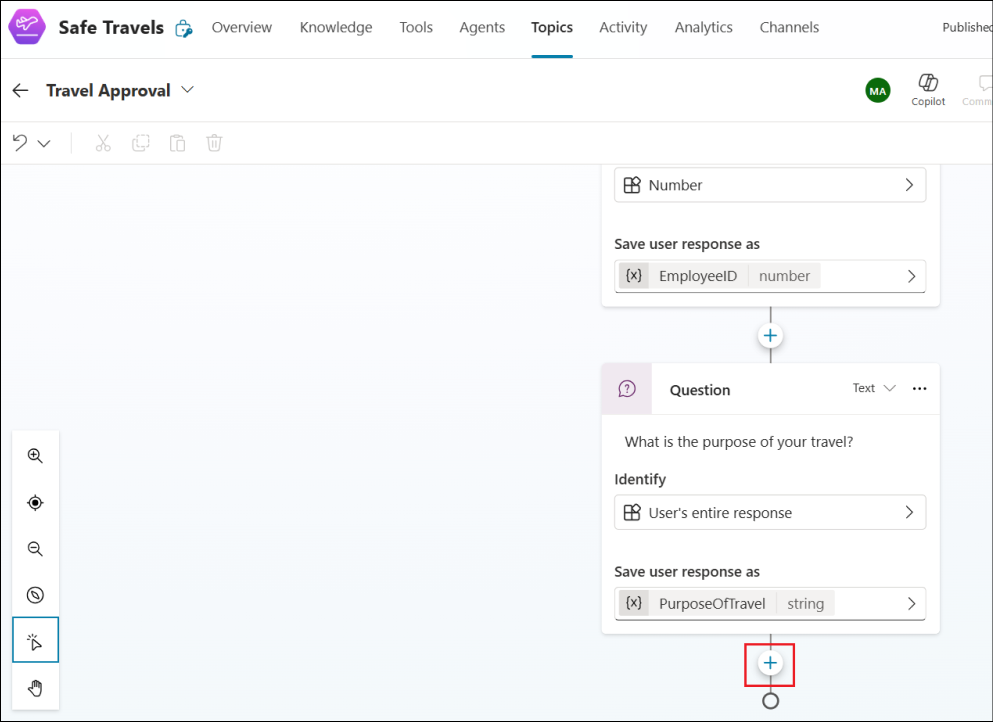 Safe Travels Overview Knowledge Tools Agents Topics Activity Analytics Channels Published
Travel Approval MA Copilot Comm
Number
Save user response as
{x} EmployeeID number
Question Text
What is the purpose of your travel?
Identify
User's entire response
Save user response as
{x} PurposeOfTravel string